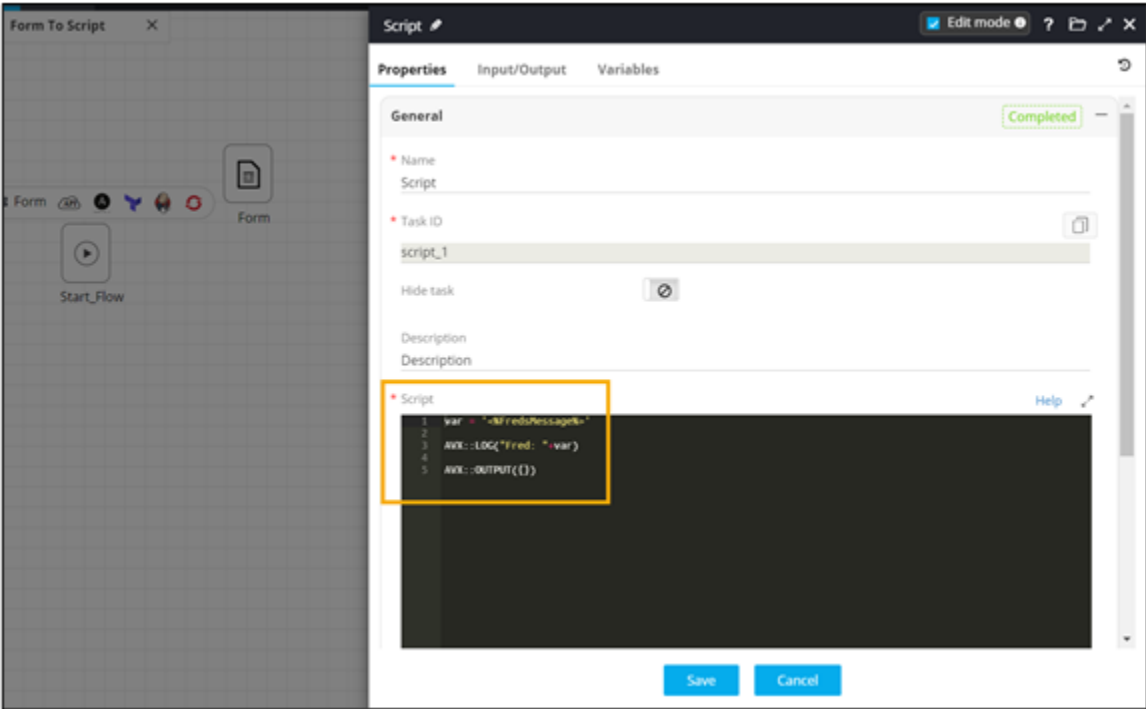 Form To Script
Form
Form
Start_Flow
Script
Edit mode
?
Properties
Input/Output
Variables
General
Completed
* Name
Script
* Task ID
script_1
Hide task
Description
Description
* Script
Help
1 var = "<%FredsMessage%>"
2
3 AVX::LOG("Fred: "+var)
4
5 AVX::OUTPUT({})
Save
Cancel